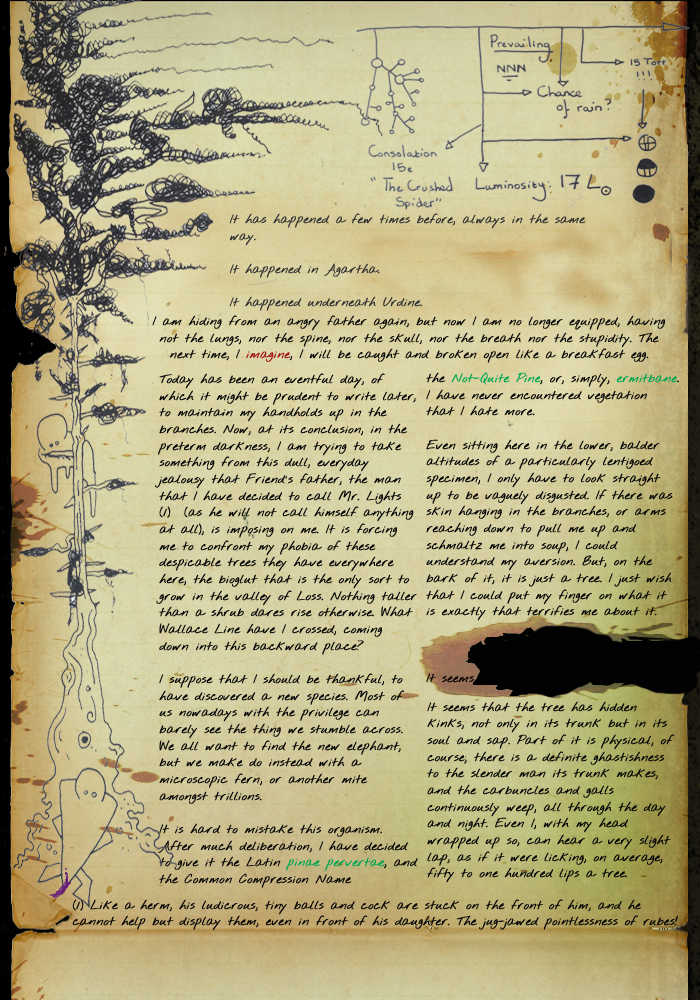 Prevailing
NNN
Chance
of rain?
15 Torr
!!!
Consolation
15e
"The Crushed
Spider"
Luminosity: 17 L⊙
It has happened a few times before, always in the same
way.
It happened in Agartha.
It happened underneath Urdine.
I am hiding from an angry father again, but now I am no longer equipped, having
not the lungs, nor the spine, nor the skull, nor the breath nor the stupidity. The
next time, I imagine, I will be caught and broken open like a breakfast egg.
Today has been an eventful day, of
which it might be prudent to write later,
to maintain my handholds up in the
branches. Now, at its conclusion, in the
preterm darkness, I am trying to take
something from this dull, everyday
jealousy that Friend's father, the man
that I have decided to call Mr. Lights
(1) (as he will not call himself anything
at all), is imposing on me. It is forcing
me to confront my phobia of these
despicable trees they have everywhere
here, the bioglut that is the only sort to
grow in the valley of Loss. Nothing taller
than a shrub dares rise otherwise. What
Wallace Line have I crossed, coming
down into this backward place?
I suppose that I should be thankful, to
have discovered a new species. Most of
us nowadays with the privilege can
barely see the thing we stumble across.
We all want to find the new elephant,
but we make do instead with a
microscopic fern, or another mite
amongst trillions.
It is hard to mistake this organism.
After much deliberation, I have decided
to give it the Latin pinae pervertae, and
the Common Compression Name
the Not-Quite Pine, or, simply, ermitbane.
I have never encountered vegetation
that I hate more.
Even sitting here in the lower, balder
altitudes of a particularly lentigoed
specimen, I only have to look straight
up to be vaguely disgusted. If there was
skin hanging in the branches, or arms
reaching down to pull me up and
schmaltz me into soup, I could
understand my aversion. But, on the
bark of it, it is just a tree. I just wish
that I could put my finger on what it
is exactly that terrifies me about it.
It seems
It seems that the tree has hidden
kinks, not only in its trunk but in its
soul and sap. Part of it is physical, of
course, there is a definite ghastishness
to the slender man its trunk makes,
and the carbuncles and galls
continuously weep, all through the day
and night. Even I, with my head
wrapped up so, can hear a very slight
lap, as if it were licking, on average,
fifty to one hundred lips a tree.
(1) Like a herm, his ludicrous, tiny balls and cock are stuck on the front of him, and he
cannot help but display them, even in front of his daughter. The jug-jawed pointlessness of rubes!